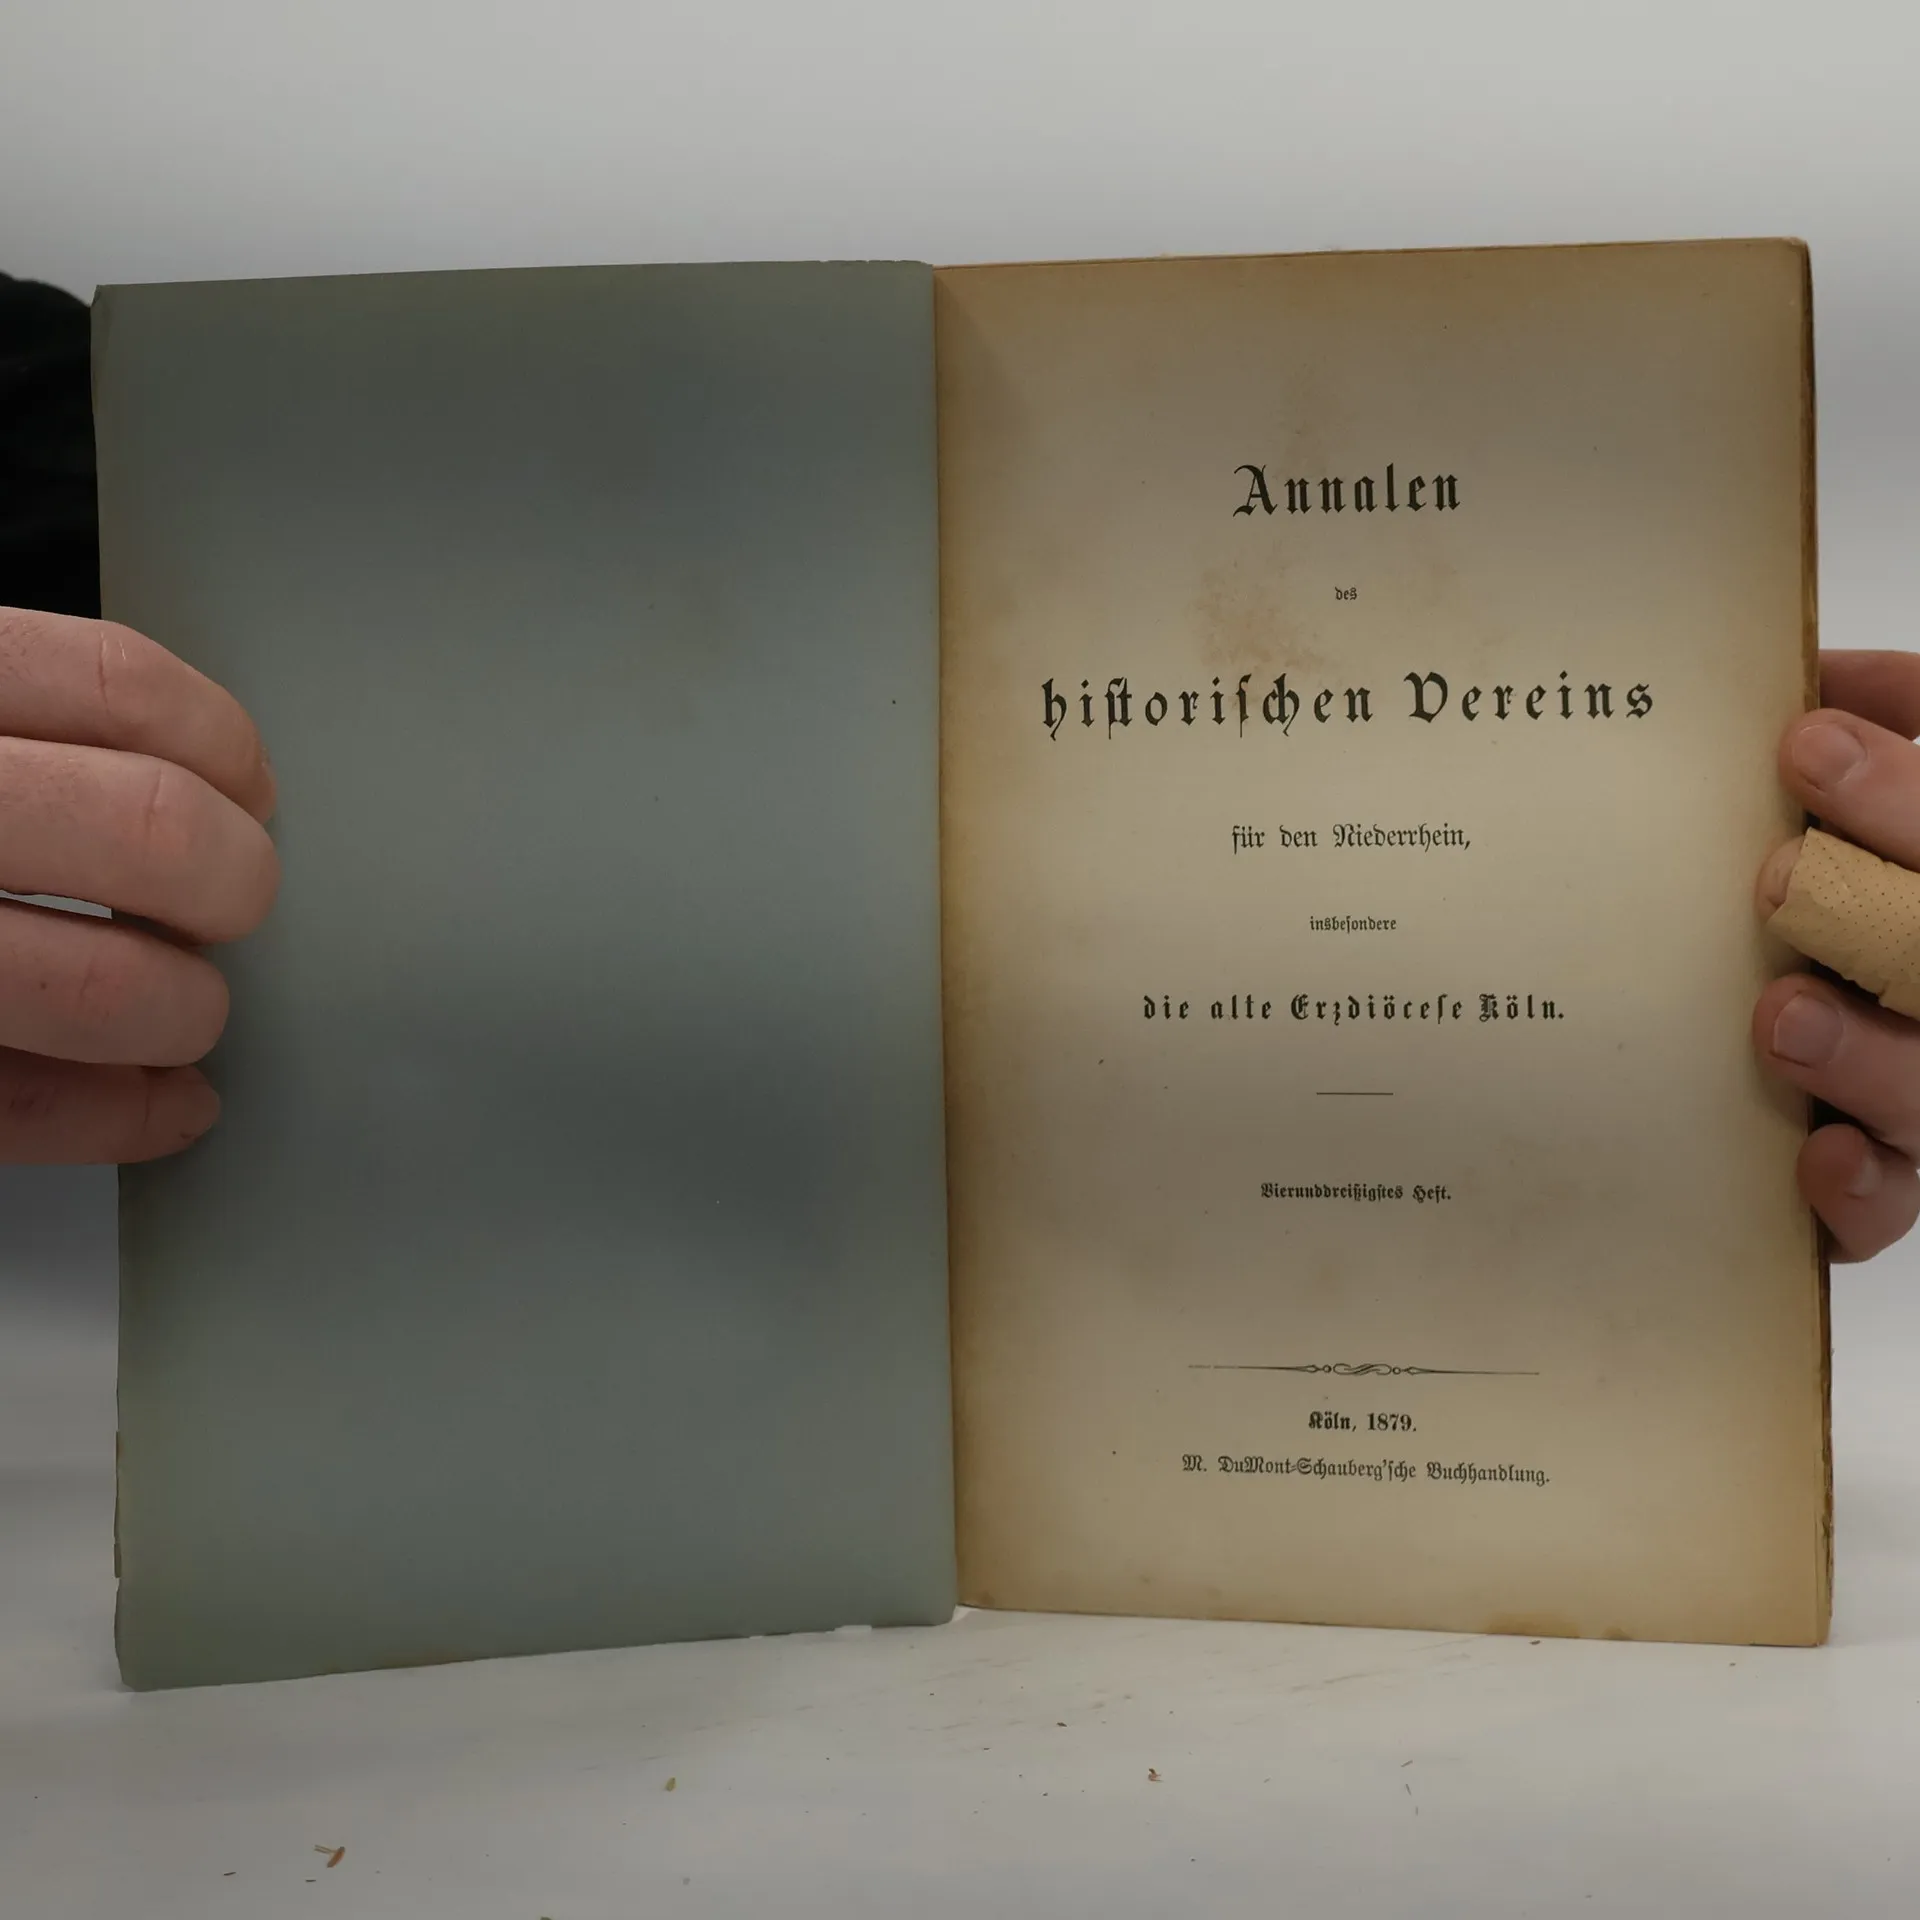 Annalen
des
hiſtoriſchen Vereins
für den Niederrhein,
insbeſondere
die alte Erzdiöceſe Köln.
Vierunddreißigſtes Heft.
Köln, 1879.
M. DuMont-Schauberg'ſche Buchhandlung.